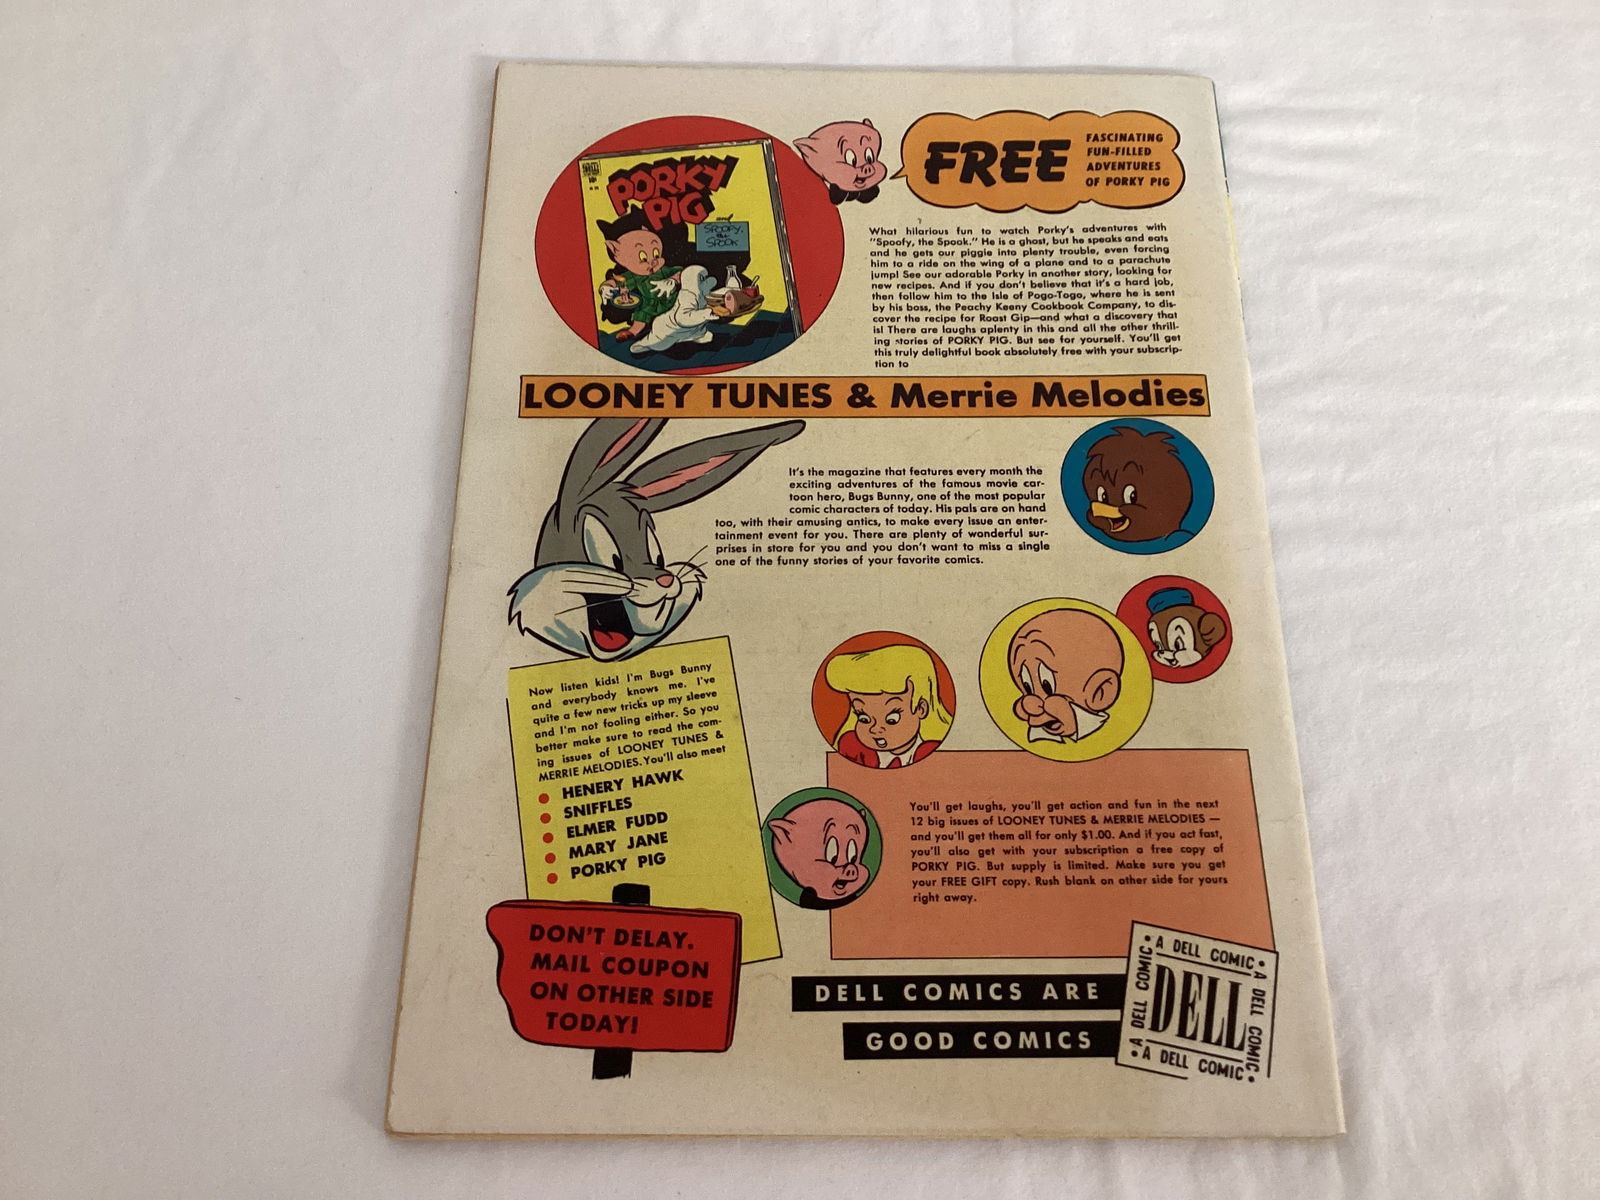 PORKY
PIG
and
SPOOFY,
the
SPOOK
10¢
FREE
FASCINATING
FUN-FILLED
ADVENTURES
OF PORKY PIG
What hilarious fun to watch Porky's adventures with
"Spoofy, the Spook." He is a ghost, but he speaks and eats
and he gets our piggie into plenty trouble, even forcing
him to a ride on the wing of a plane and to a parachute
jump! See our adorable Porky in another story, looking for
new recipes. And if you don't believe that it's a hard job,
then follow him to the Isle of Pogo-Togo, where he is sent
by his boss, the Peachy Keeny Cookbook Company, to dis-
cover the recipe for Roast Gip—and what a discovery that
is! There are laughs aplenty in this and all the other thrill-
ing stories of PORKY PIG. But see for yourself. You'll get
this truly delightful book absolutely free with your subscrip-
tion to
LOONEY TUNES & Merrie Melodies
It's the magazine that features every month the
exciting adventures of the famous movie car-
toon hero, Bugs Bunny, one of the most popular
comic characters of today. His pals are on hand
too, with their amusing antics, to make every issue an enter-
tainment event for you. There are plenty of wonderful sur-
prises in store for you and you don't want to miss a single
one of the funny stories of your favorite comics.
Now listen kids! I'm Bugs Bunny
and everybody knows me. I've
quite a few new tricks up my sleeve
and I'm not fooling either. So you
better make sure to read the com-
ing issues of LOONEY TUNES &
MERRIE MELODIES. You'll also meet
HENERY HAWK
SNIFFLES
ELMER FUDD
MARY JANE
PORKY PIG
You'll get laughs, you'll get action and fun in the next
12 big issues of LOONEY TUNES & MERRIE MELODIES —
and you'll get them all for only $1.00. And if you act fast,
you'll also get with your subscription a free copy of
PORKY PIG. But supply is limited. Make sure you get
your FREE GIFT copy. Rush blank on other side for yours
right away.
DON'T DELAY.
MAIL COUPON
ON OTHER SIDE
TODAY!
DELL COMICS ARE
GOOD COMICS
• A DELL COMIC •
A DELL COMIC •
• A DELL COMIC •
• A DELL COMIC
DELL